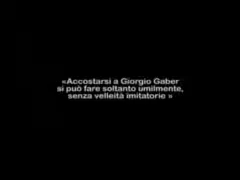 «Accostarsi a Giorgio Gaber
si può fare soltanto umilmente,
senza velleità imitatorie »